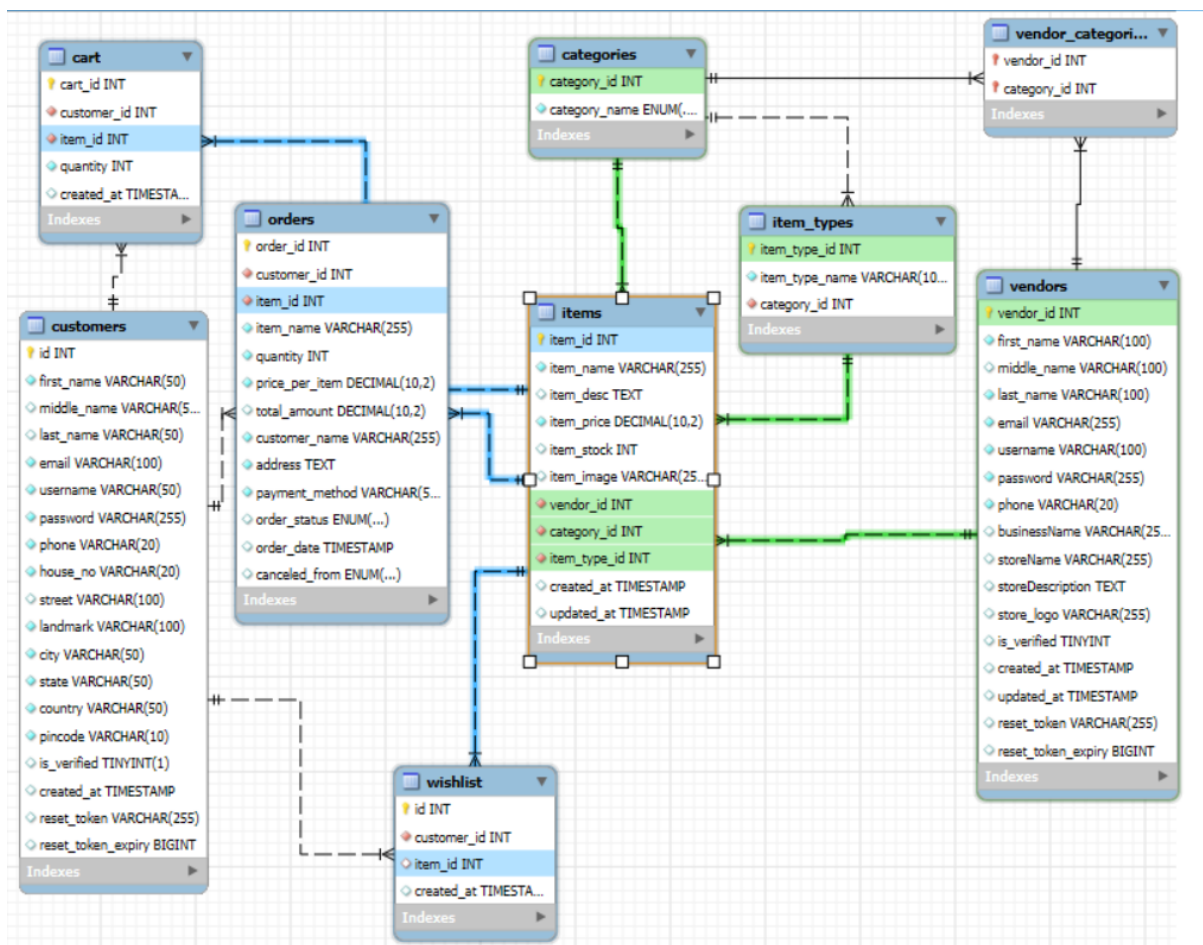 cart
cart_id INT
customer_id INT
item_id INT
quantity INT
created_at TIMESTA...
Indexes
categories
category_id INT
category_name ENUM(...
Indexes
vendor_categori...
vendor_id INT
category_id INT
Indexes
orders
order_id INT
customer_id INT
item_id INT
item_name VARCHAR(255)
quantity INT
price_per_item DECIMAL(10,2)
total_amount DECIMAL(10,2)
customer_name VARCHAR(255)
address TEXT
payment_method VARCHAR(5...
order_status ENUM(...)
order_date TIMESTAMP
canceled_from ENUM(...)
Indexes
item_types
item_type_id INT
item_type_name VARCHAR(10...
category_id INT
Indexes
customers
id INT
first_name VARCHAR(50)
middle_name VARCHAR(5...
last_name VARCHAR(50)
email VARCHAR(100)
username VARCHAR(50)
password VARCHAR(255)
phone VARCHAR(20)
house_no VARCHAR(20)
street VARCHAR(100)
landmark VARCHAR(100)
city VARCHAR(50)
state VARCHAR(50)
country VARCHAR(50)
pincode VARCHAR(10)
is_verified TINYINT(1)
created_at TIMESTAMP
reset_token VARCHAR(255)
reset_token_expiry BIGINT
Indexes
items
item_id INT
item_name VARCHAR(255)
item_desc TEXT
item_price DECIMAL(10,2)
item_stock INT
item_image VARCHAR(25...
vendor_id INT
category_id INT
item_type_id INT
created_at TIMESTAMP
updated_at TIMESTAMP
Indexes
vendors
vendor_id INT
first_name VARCHAR(100)
middle_name VARCHAR(100)
last_name VARCHAR(100)
email VARCHAR(255)
username VARCHAR(100)
password VARCHAR(255)
phone VARCHAR(20)
businessName VARCHAR(25...
storeName VARCHAR(255)
storeDescription TEXT
store_logo VARCHAR(255)
is_verified TINYINT
created_at TIMESTAMP
updated_at TIMESTAMP
reset_token VARCHAR(255)
reset_token_expiry BIGINT
Indexes
wishlist
id INT
customer_id INT
item_id INT
created_at TIMESTA...
Indexes